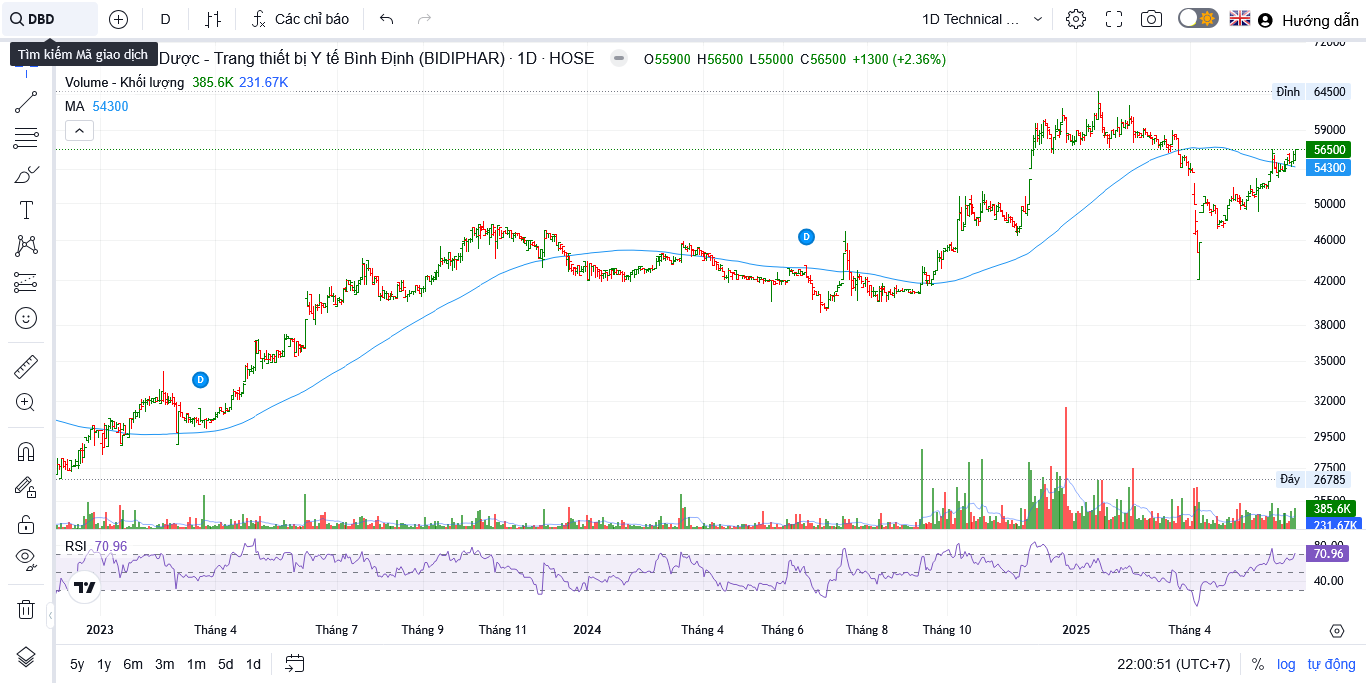 DBD D Các chỉ báo 1D Technical ... Hướng dẫn
Tìm kiếm Mã giao dịch
Dược - Trang thiết bị Y tế Bình Định (BIDIPHAR) · 1D · HOSE O55900 H56500 L55000 C56500 +1300 (+2.36%)
Volume - Khối lượng 385.6K 231.67K
MA 54300
72000
Đỉnh 64500
59000
56500
54300
50000
46000
42000
38000
35000
32000
29500
27500
Đáy 26785
25500
385.6K
231.67K
D
D
RSI 70.96
80.00
70.96
40.00
2023 Tháng 4 Tháng 7 Tháng 9 Tháng 11 2024 Tháng 4 Tháng 6 Tháng 8 Tháng 10 2025 Tháng 4
5y 1y 6m 3m 1m 5d 1d 22:00:51 (UTC+7) % log tự động